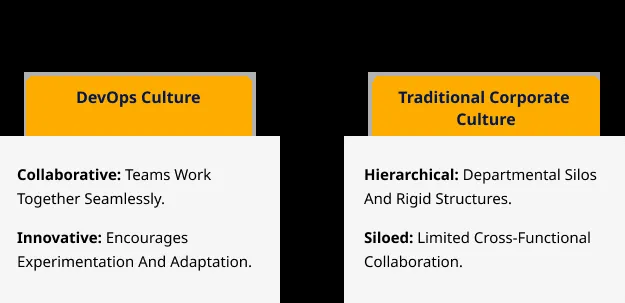 DevOps Culture
Collaborative: Teams Work
Together Seamlessly.
Innovative: Encourages
Experimentation And Adaptation.
Traditional Corporate
Culture
Hierarchical: Departmental Silos
And Rigid Structures.
Siloed: Limited Cross-Functional
Collaboration.